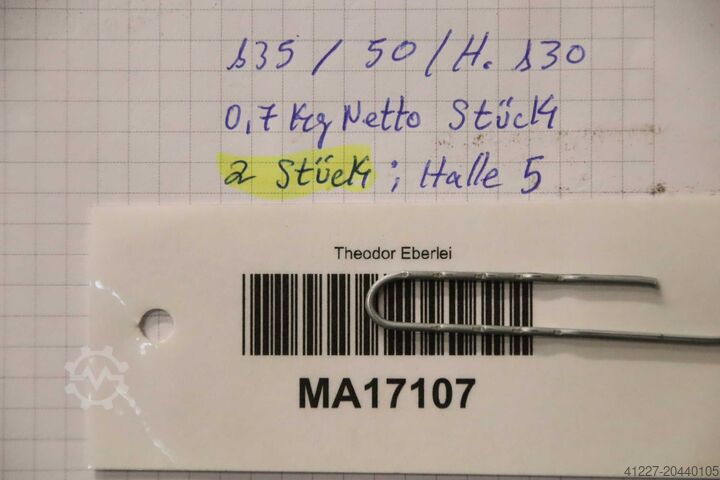 135 / 50 / H. 130
0,7 Kg Netto Stück
2 Stück ; Halle 5
Theodor Eberlei
MA17107
41227-20440105